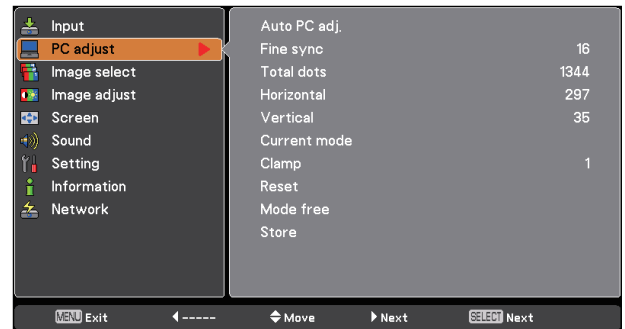 Input
PC adjust
Image select
Image adjust
Screen
Sound
Setting
Information
Network
Auto PC adj.
Fine sync 16
Total dots 1344
Horizontal 297
Vertical 35
Current mode
Clamp 1
Reset
Mode free
Store
MENU Exit ----- Move Next SELECT Next